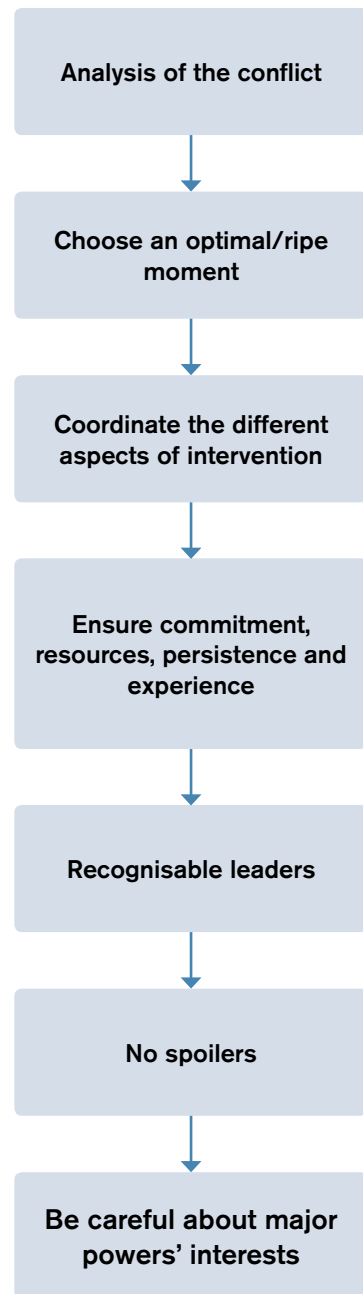 Analysis of the conflict
Choose an optimal/ripe
moment
Coordinate the different
aspects of intervention
Ensure commitment,
resources, persistence and
experience
Recognisable leaders
No spoilers
Be careful about major
powers’ interests